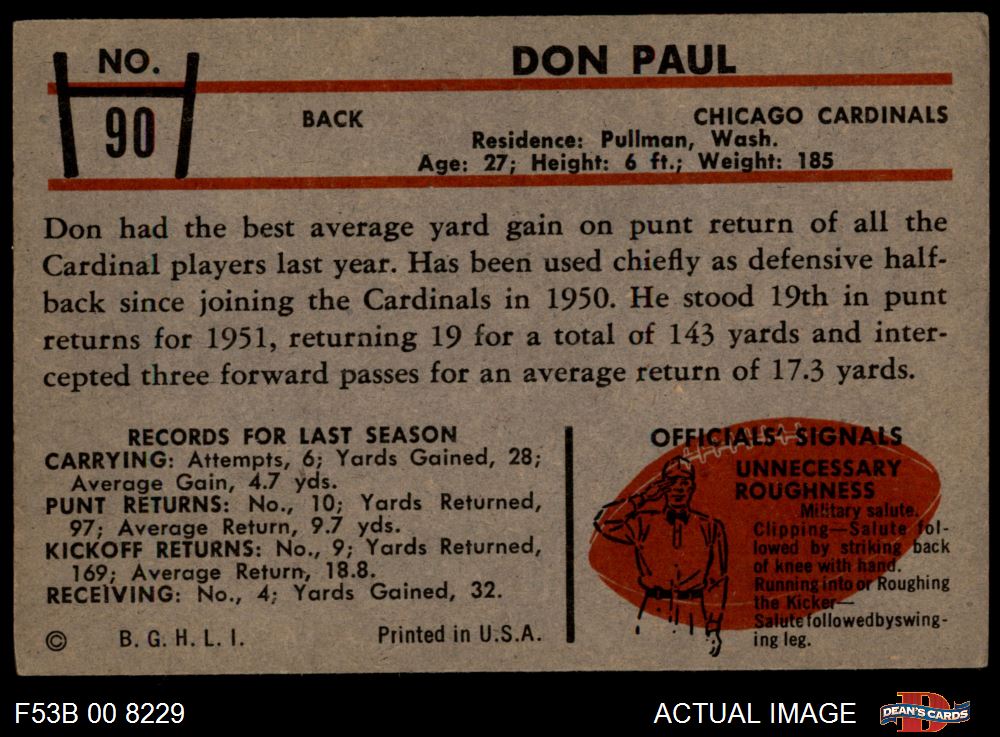 NO.
90
DON PAUL
BACK
CHICAGO CARDINALS
Residence: Pullman, Wash.
Age: 27; Height: 6 ft.; Weight: 185
Don had the best average yard gain on punt return of all the
Cardinal players last year. Has been used chiefly as defensive half-
back since joining the Cardinals in 1950. He stood 19th in punt
returns for 1951, returning 19 for a total of 143 yards and inter-
cepted three forward passes for an average return of 17.3 yards.
RECORDS FOR LAST SEASON
CARRYING: Attempts, 6; Yards Gained, 28;
Average Gain, 4.7 yds.
PUNT RETURNS: No., 10; Yards Returned,
97; Average Return, 9.7 yds.
KICKOFF RETURNS: No., 9; Yards Returned,
169; Average Return, 18.8.
RECEIVING: No., 4; Yards Gained, 32.
© B. G. H. L. I. Printed in U.S.A.
OFFICIALS' SIGNALS
UNNECESSARY
ROUGHNESS
Military salute.
Clipping—Salute fol-
lowed by striking back
of knee with hand.
Running into or Roughing
the Kicker—
Salute followed by swing-
ing leg.
F53B 00 8229
ACTUAL IMAGE
D
DEAN'S CARDS